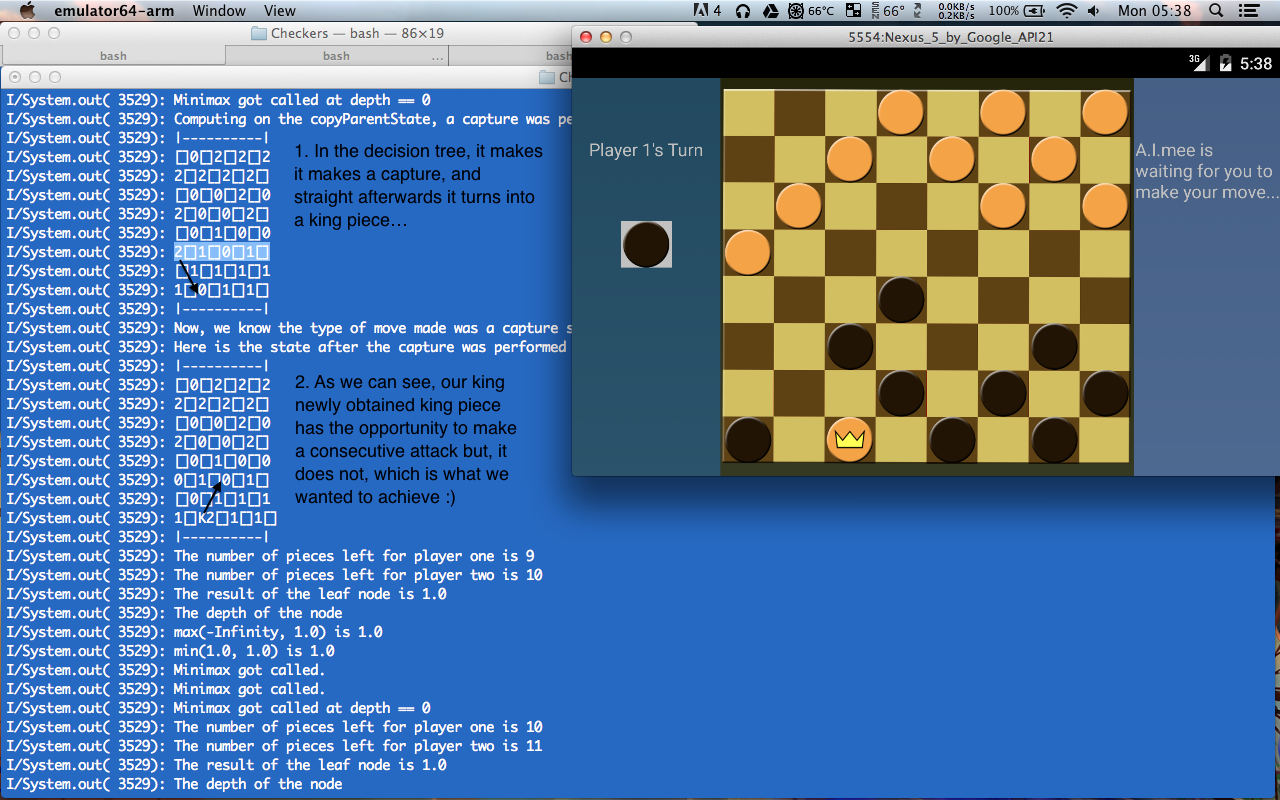 emulator64-arm Window View 4 66°C 66° 0.0KB/s 0.2KB/s 100% Mon 05:38
Checkers — bash — 86×19
bash bash ... bash
5554:Nexus_5_by_Google_API21
3G 5:38
Player 1's Turn
A.I.mee is
waiting for you to
make your move...
I/System.out( 3529): Minimax got called at depth == 0
I/System.out( 3529): Computing on the copyParentState, a capture was pe
I/System.out( 3529): |----------|
I/System.out( 3529): □0□2□2□2
I/System.out( 3529): 2□2□2□2□
I/System.out( 3529): □0□0□2□0
I/System.out( 3529): 2□0□0□2□
I/System.out( 3529): □0□1□0□0
I/System.out( 3529): 2□1□0□1□
I/System.out( 3529): □1□1□1□1
I/System.out( 3529): 1□0□1□1□
I/System.out( 3529): |----------|
I/System.out( 3529): Now, we know the type of move made was a capture s
I/System.out( 3529): Here is the state after the capture was performed
I/System.out( 3529): |----------|
I/System.out( 3529): □0□2□2□2
I/System.out( 3529): 2□2□2□2□
I/System.out( 3529): □0□0□2□0
I/System.out( 3529): 2□0□0□2□
I/System.out( 3529): □0□1□0□0
I/System.out( 3529): 0□1□0□1□
I/System.out( 3529): □0□1□1□1
I/System.out( 3529): 1□K2□1□1□
I/System.out( 3529): |----------|
I/System.out( 3529): The number of pieces left for player one is 9
I/System.out( 3529): The number of pieces left for player two is 10
I/System.out( 3529): The result of the leaf node is 1.0
I/System.out( 3529): The depth of the node
I/System.out( 3529): max(-Infinity, 1.0) is 1.0
I/System.out( 3529): min(1.0, 1.0) is 1.0
I/System.out( 3529): Minimax got called.
I/System.out( 3529): Minimax got called.
I/System.out( 3529): Minimax got called at depth == 0
I/System.out( 3529): The number of pieces left for player one is 10
I/System.out( 3529): The number of pieces left for player two is 11
I/System.out( 3529): The result of the leaf node is 1.0
I/System.out( 3529): The depth of the node
1. In the decision tree, it makes
it makes a capture, and
straight afterwards it turns into
a king piece…
2. As we can see, our king
newly obtained king piece
has the opportunity to make
a consecutive attack but, it
does not, which is what we
wanted to achieve :)